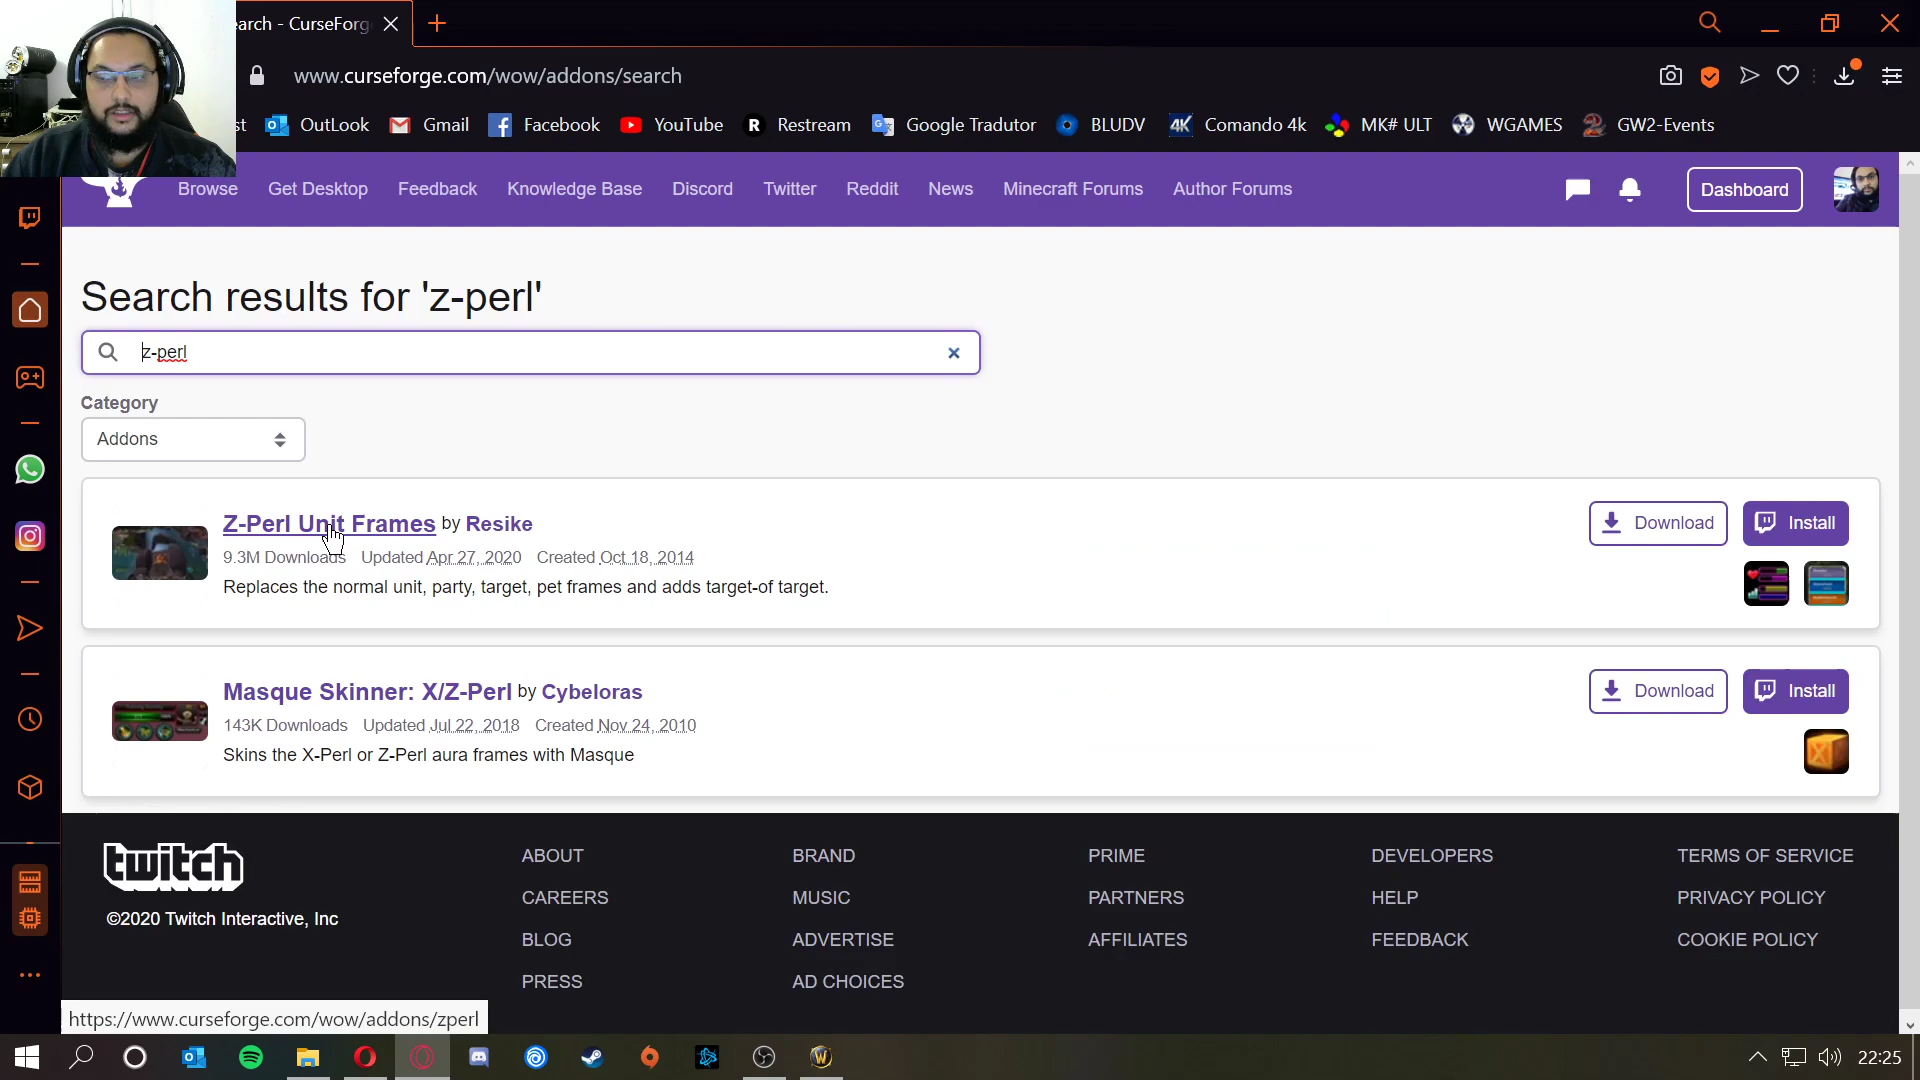 earch - CurseForg
www.curseforge.com/wow/addons/search
st OutLook Gmail Facebook YouTube R Restream Google Tradutor BLUDV 4K Comando 4k MK# ULT WGAMES GW2-Events
Browse Get Desktop Feedback Knowledge Base Discord Twitter Reddit News Minecraft Forums Author Forums Dashboard
Search results for 'z-perl'
z-perl
Category
Addons
Z-Perl Unit Frames by Resike Download Install
9.3M Downloads Updated Apr 27, 2020 Created Oct 18, 2014
Replaces the normal unit, party, target, pet frames and adds target-of target.
Masque Skinner: X/Z-Perl by Cybeloras Download Install
143K Downloads Updated Jul 22, 2018 Created Nov 24, 2010
Skins the X-Perl or Z-Perl aura frames with Masque
twitch
©2020 Twitch Interactive, Inc
ABOUT BRAND PRIME DEVELOPERS TERMS OF SERVICE
CAREERS MUSIC PARTNERS HELP PRIVACY POLICY
BLOG ADVERTISE AFFILIATES FEEDBACK COOKIE POLICY
PRESS AD CHOICES
https://www.curseforge.com/wow/addons/zperl
22:25